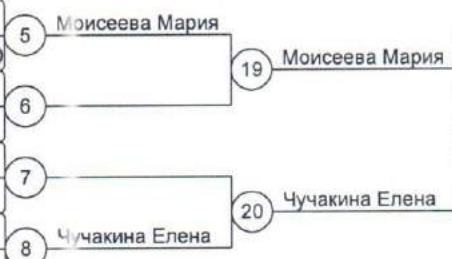 5 Моисеева Мария
19 Моисеева Мария
6
7
20 Чучакина Елена
8 Чучакина Елена